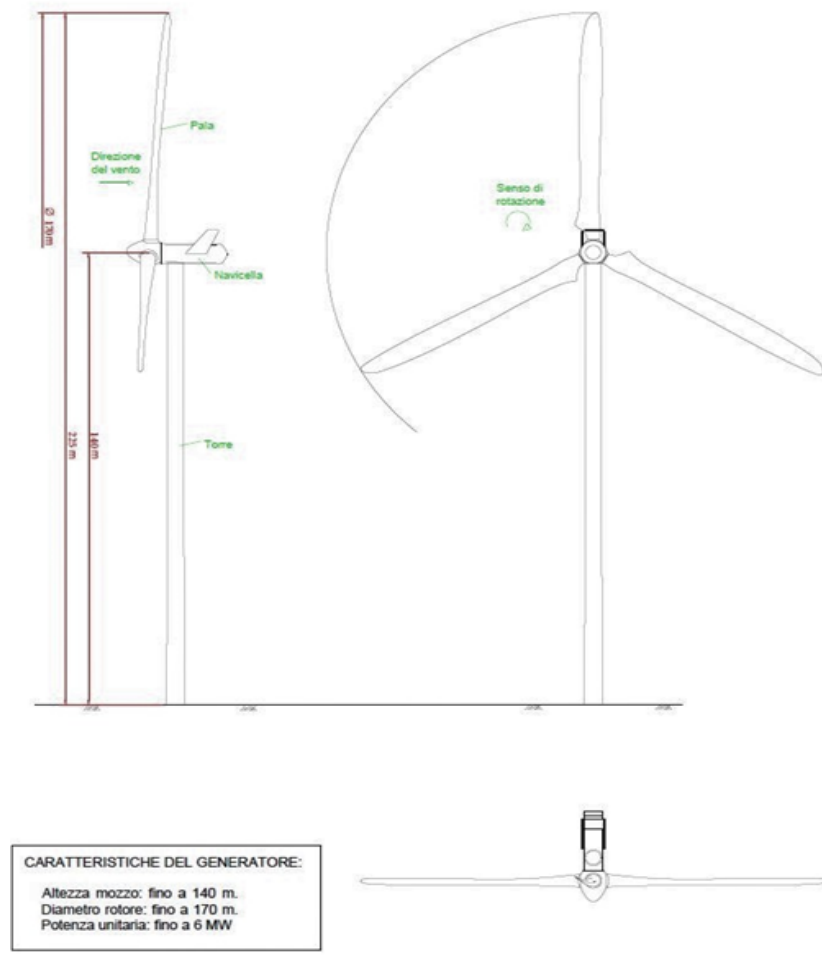 Pala
Direzione
del vento
Senso di
rotazione
Ø 170m
Navicella
225 m
140m
Torre
CARATTERISTICHE DEL GENERATORE:
Altezza mozzo: fino a 140 m.
Diametro rotore: fino a 170 m.
Potenza unitaria: fino a 6 MW